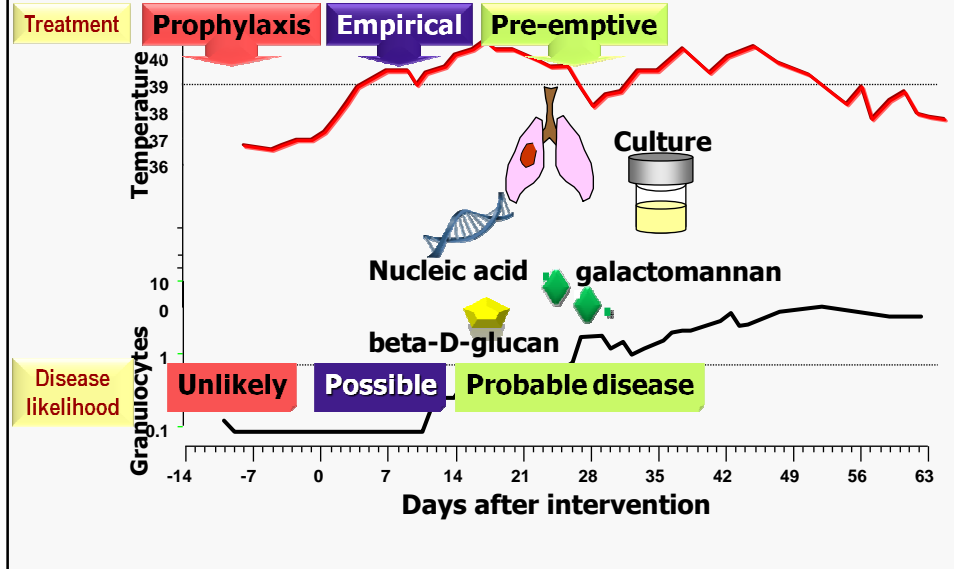 Treatment
Prophylaxis
Empirical
Pre-emptive
Temperature
40
39
38
37
36
Culture
Nucleic acid
galactomannan
beta-D-glucan
Granulocytes
10
0
1
0.1
Disease
likelihood
Unlikely
Possible
Probable disease
-14 -7 0 7 14 21 28 35 42 49 56 63
Days after intervention